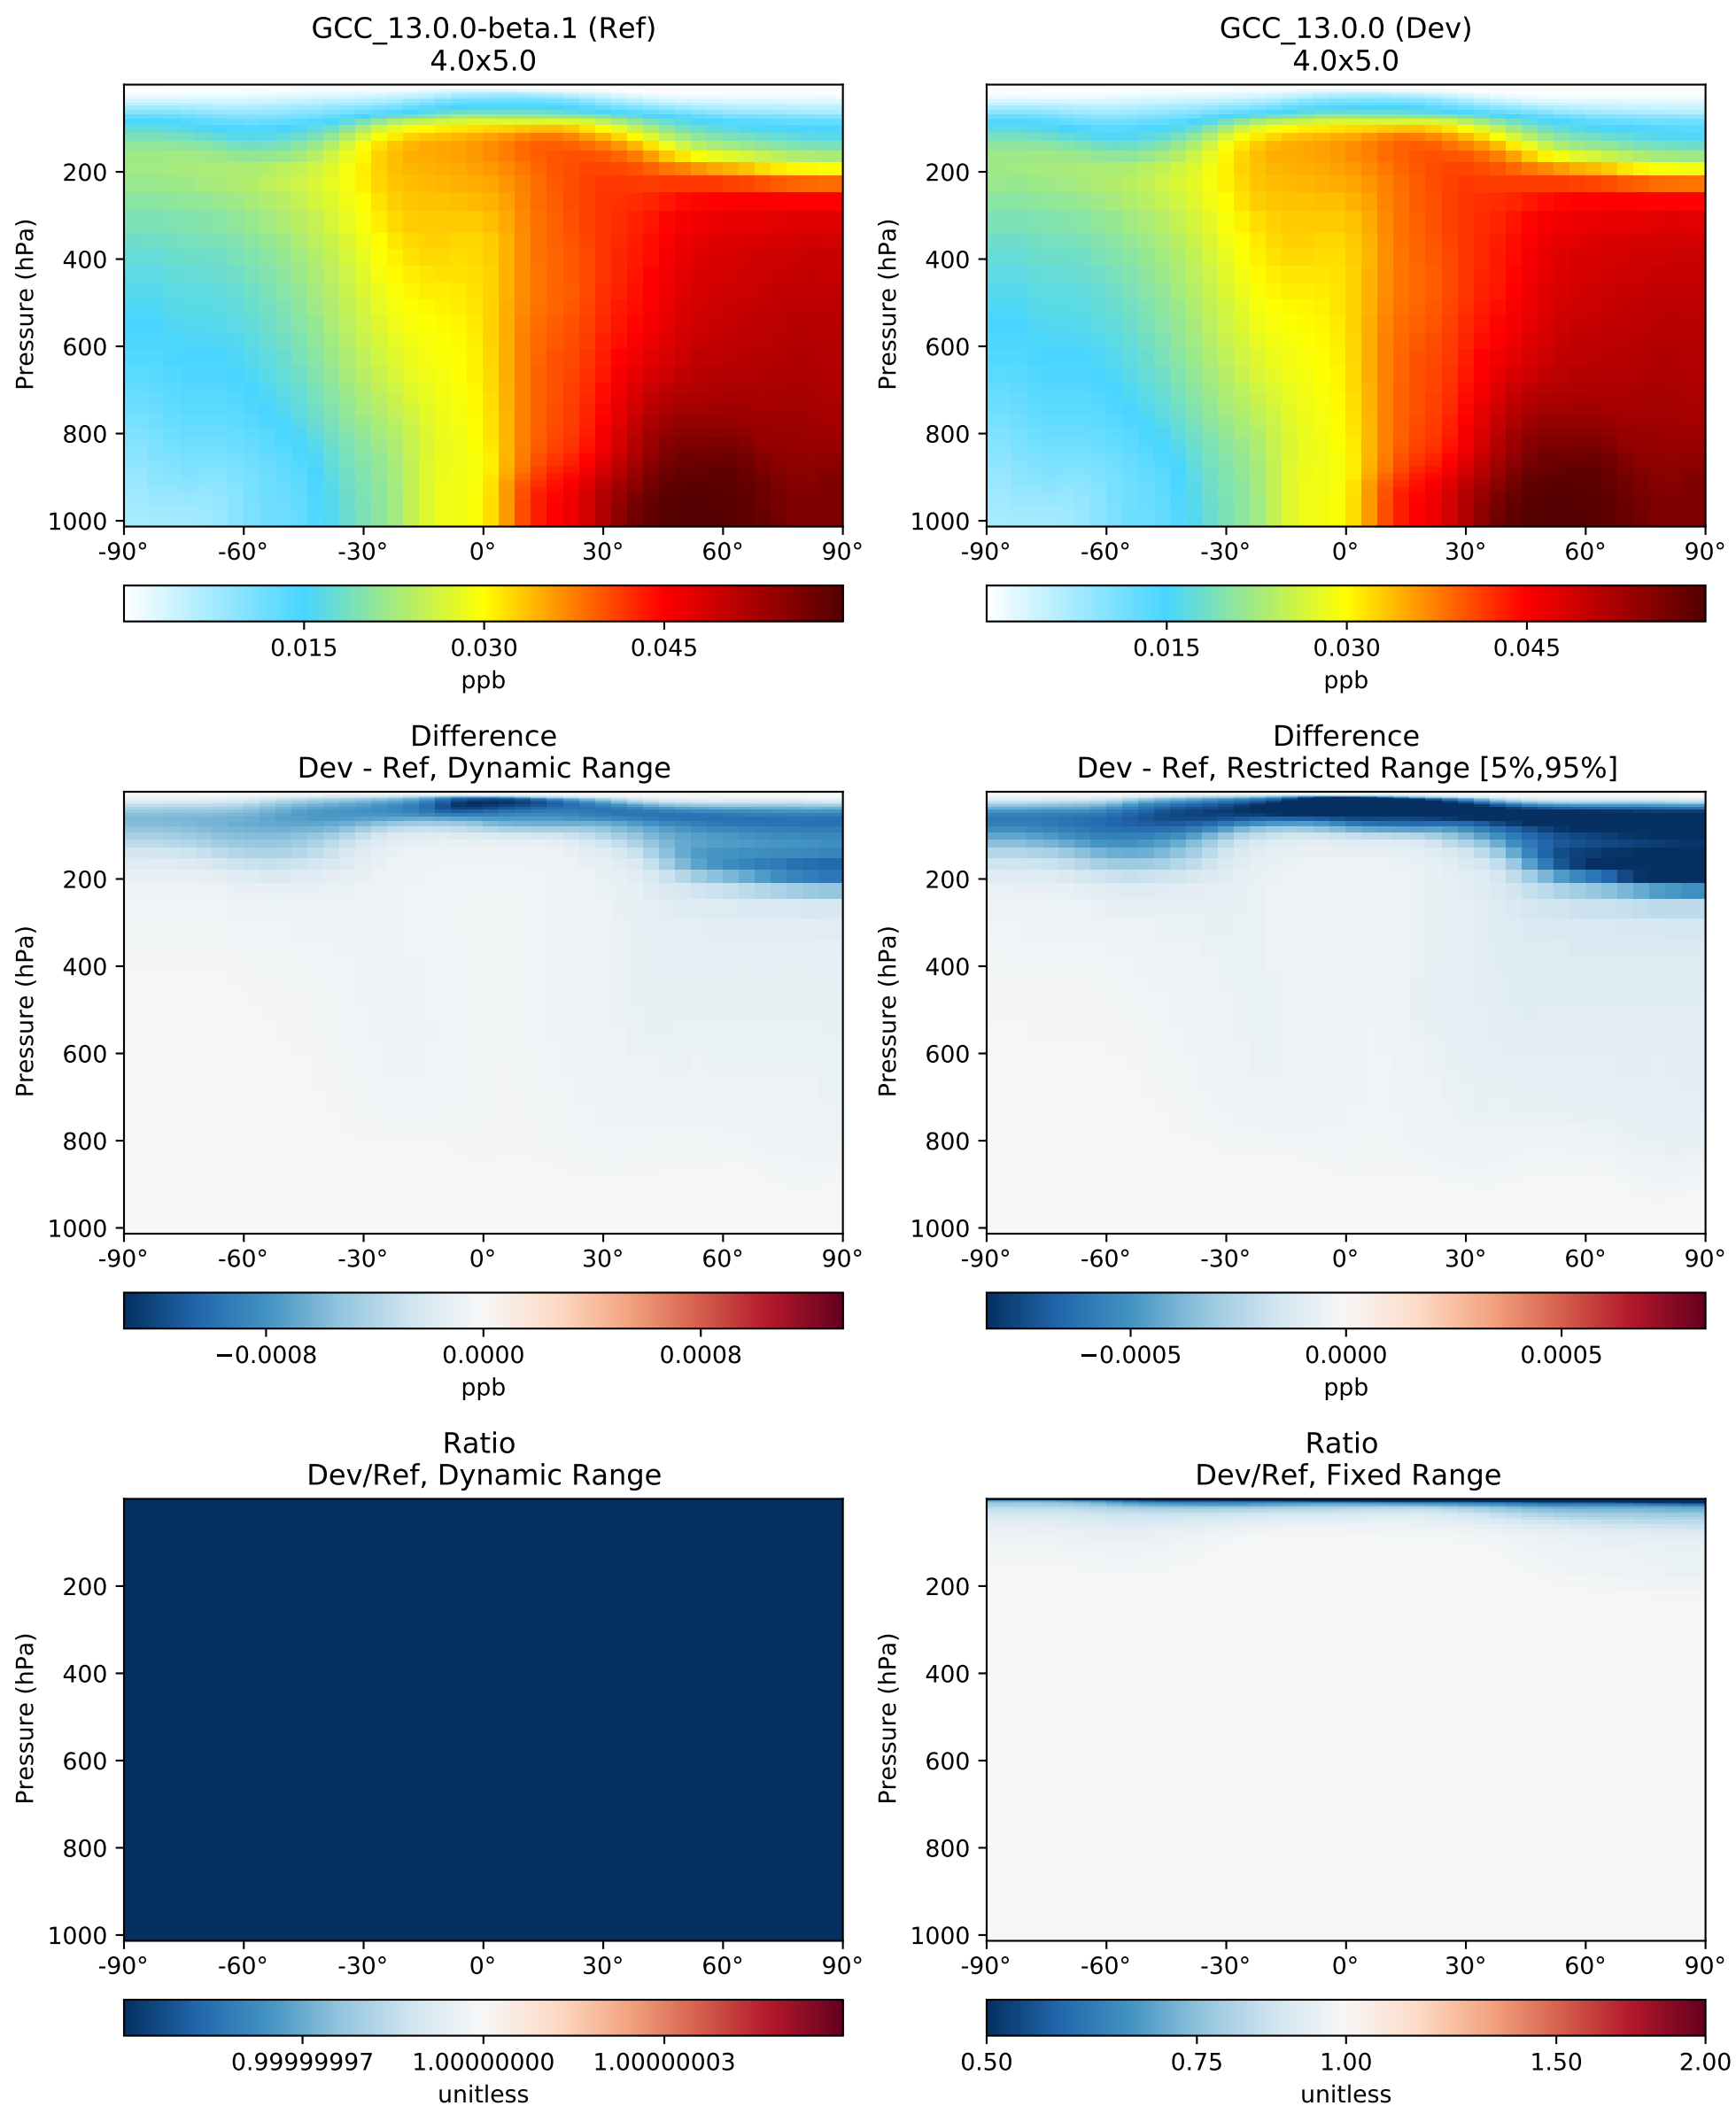 GCC_13.0.0-beta.1 (Ref)
4.0x5.0
Pressure (hPa)
200
400
600
800
1000
-90° -60° -30° 0° 30° 60° 90°
0.015 0.030 0.045
ppb
GCC_13.0.0 (Dev)
4.0x5.0
Pressure (hPa)
200
400
600
800
1000
-90° -60° -30° 0° 30° 60° 90°
0.015 0.030 0.045
ppb
Difference
Dev - Ref, Dynamic Range
Pressure (hPa)
200
400
600
800
1000
-90° -60° -30° 0° 30° 60° 90°
−0.0008 0.0000 0.0008
ppb
Difference
Dev - Ref, Restricted Range [5%,95%]
Pressure (hPa)
200
400
600
800
1000
-90° -60° -30° 0° 30° 60° 90°
−0.0005 0.0000 0.0005
ppb
Ratio
Dev/Ref, Dynamic Range
Pressure (hPa)
200
400
600
800
1000
-90° -60° -30° 0° 30° 60° 90°
0.99999997 1.00000000 1.00000003
unitless
Ratio
Dev/Ref, Fixed Range
Pressure (hPa)
200
400
600
800
1000
-90° -60° -30° 0° 30° 60° 90°
0.50 0.75 1.00 1.50 2.00
unitless